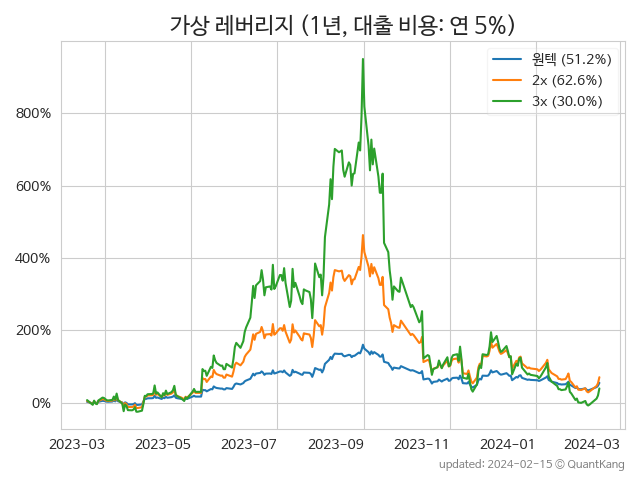 가상 레버리지 (1년, 대출 비용: 연 5%)
원텍 (51.2%)
2x (62.6%)
3x (30.0%)
800%
600%
400%
200%
0%
2023-03
2023-05
2023-07
2023-09
2023-11
2024-01
2024-03
updated: 2024-02-15 © QuantKang